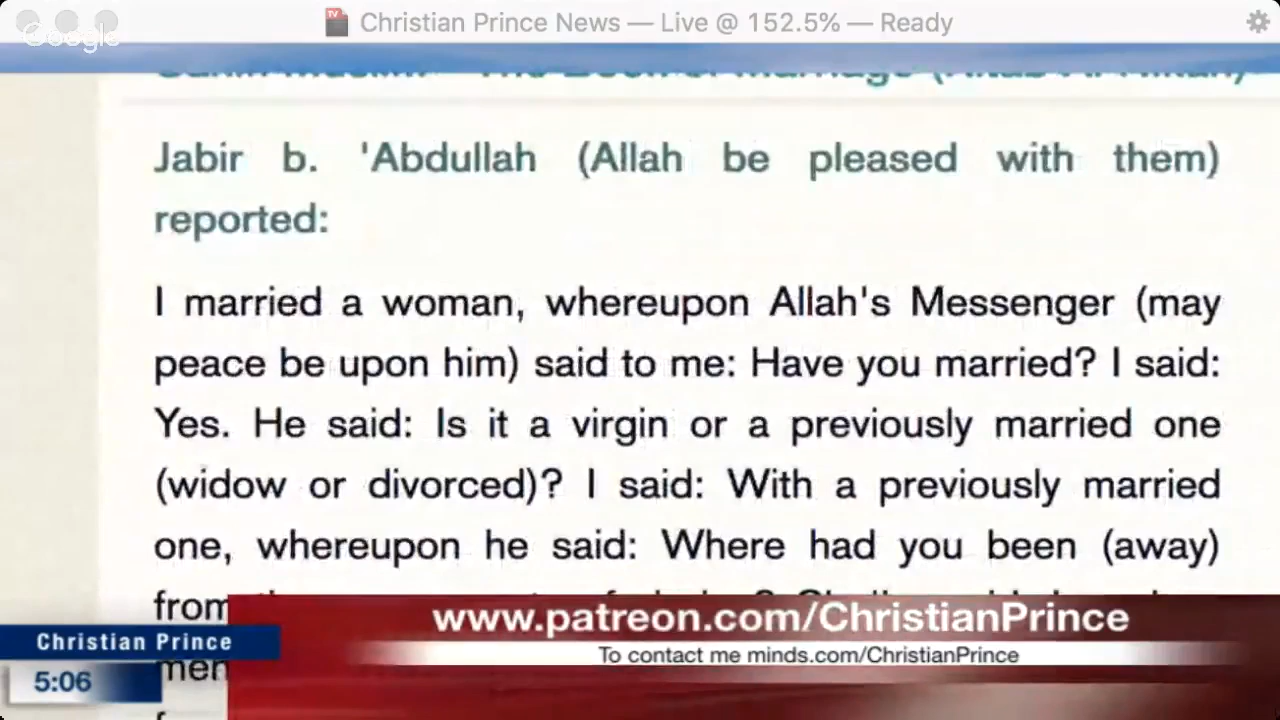 Christian Prince News — Live @ 152.5% — Ready
Google
Jabir b. 'Abdullah (Allah be pleased with them)
reported:
I married a woman, whereupon Allah's Messenger (may
peace be upon him) said to me: Have you married? I said:
Yes. He said: Is it a virgin or a previously married one
(widow or divorced)? I said: With a previously married
one, whereupon he said: Where had you been (away)
from
www.patreon.com/ChristianPrince
Christian Prince
To contact me minds.com/ChristianPrince
5:06